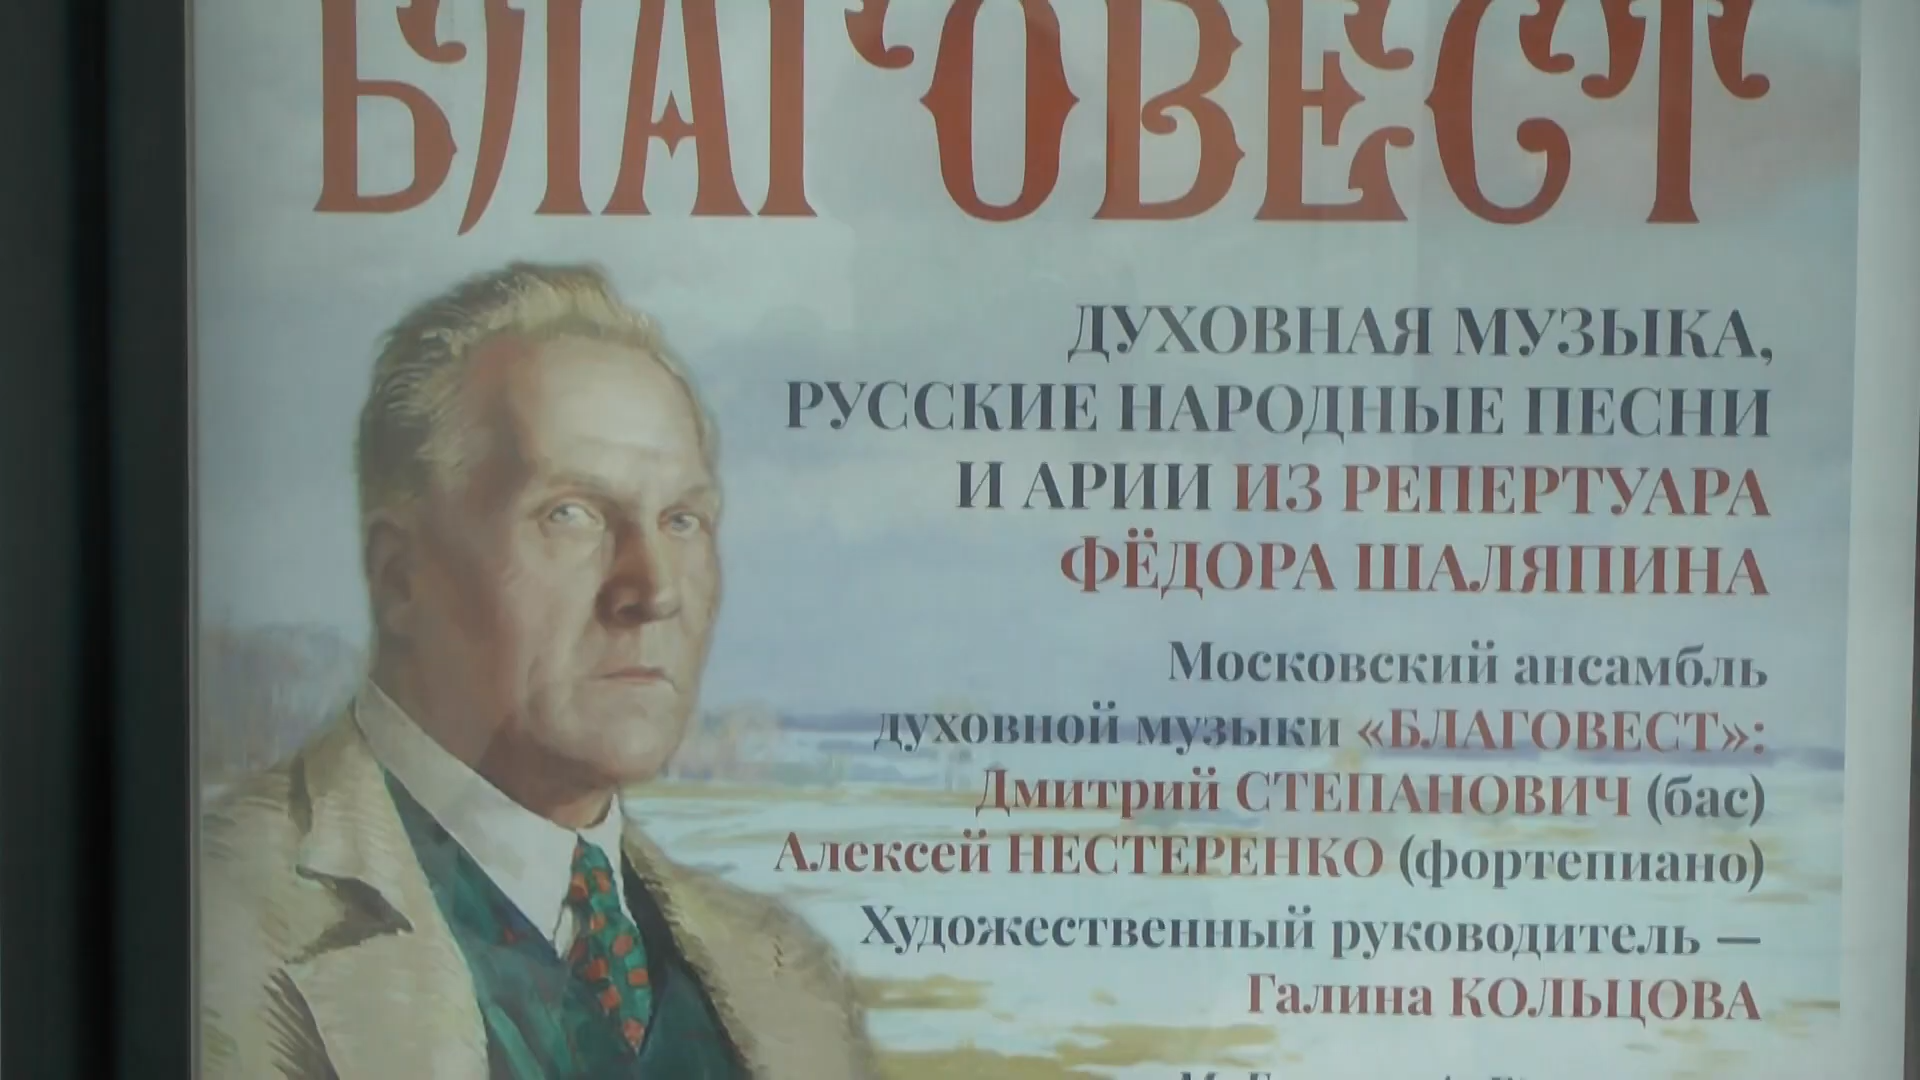 БЛАГОВЕСТ
ДУХОВНАЯ МУЗЫКА,
РУССКИЕ НАРОДНЫЕ ПЕСНИ
И АРИИ ИЗ РЕПЕРТУАРА
ФЁДОРА ШАЛЯПИНА
Московский ансамбль
духовной музыки «БЛАГОВЕСТ»:
Дмитрий СТЕПАНОВИЧ (бас)
Алексей НЕСТЕРЕНКО (фортепиано)
Художественный руководитель —
Галина КОЛЬЦОВА